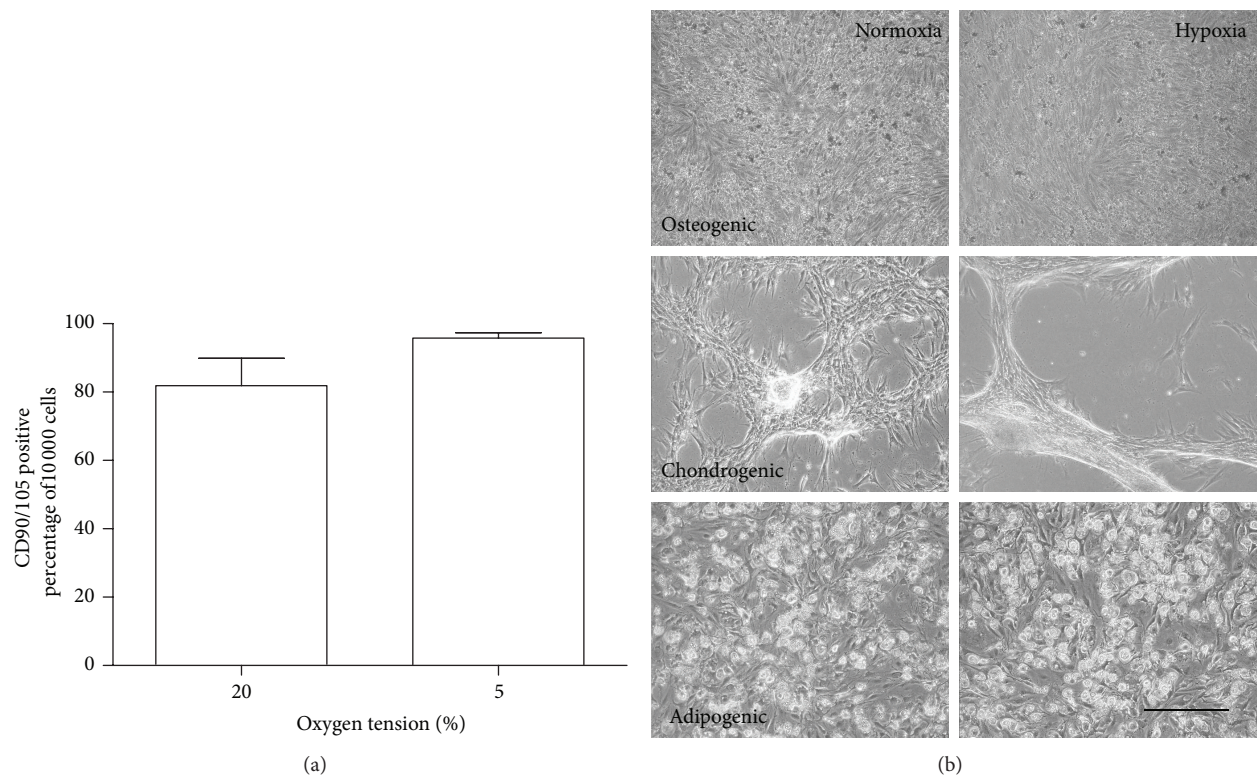 100
80
60
40
20
0
CD90/105 positive
percentage of 10 000 cells
20
5
Oxygen tension (%)
(a)
Normoxia
Hypoxia
Osteogenic
Chondrogenic
Adipogenic
(b)